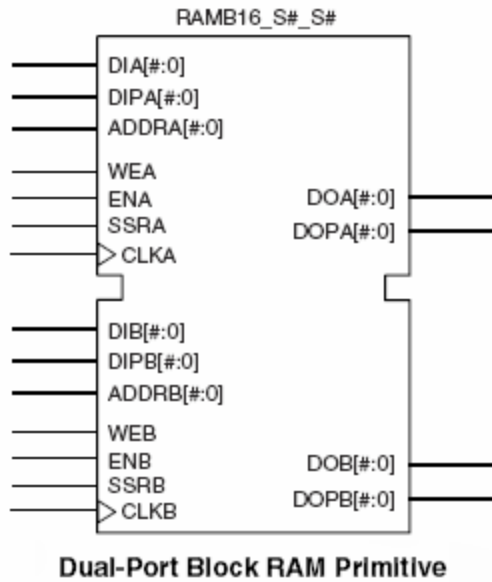 RAMB16_S#_S#
DIA[#:0]
DIPA[#:0]
ADDRA[#:0]
WEA
ENA
SSRA
CLKA
DOA[#:0]
DOPA[#:0]
DIB[#:0]
DIPB[#:0]
ADDRB[#:0]
WEB
ENB
SSRB
CLKB
DOB[#:0]
DOPB[#:0]
Dual-Port Block RAM Primitive